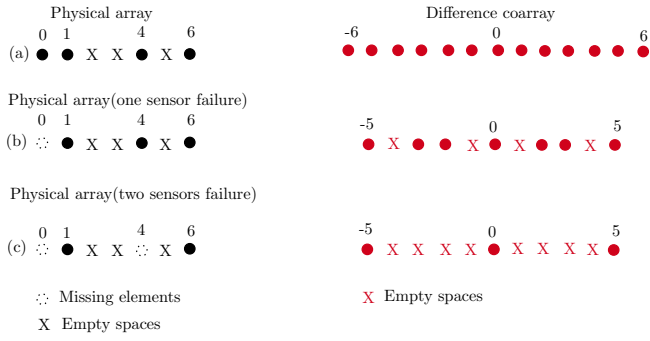 Physical array Difference coarray
0 1 4 6 -6 0 6
(a) X X X
Physical array(one sensor failure)
0 1 4 6 -5 0 5
(b) X X X X X X X
Physical array(two sensors failure)
0 1 4 6 -5 0 5
(c) X X X X X X X X X X X
Missing elements X Empty spaces
X Empty spaces